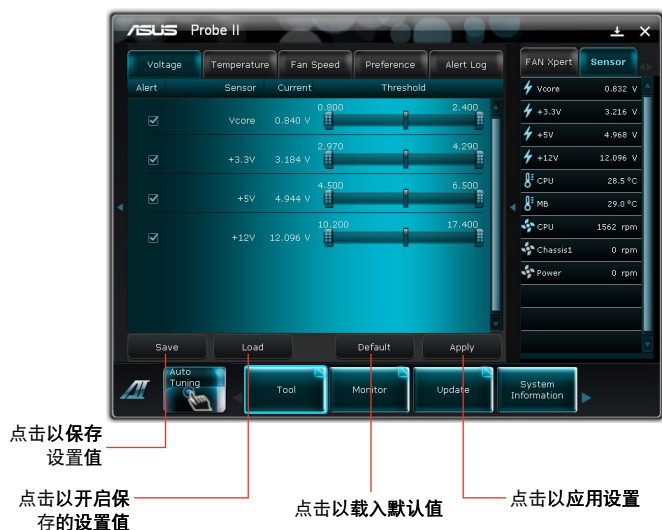 ASUS Probe II
Voltage Temperature Fan Speed Preference Alert Log
Alert Sensor Current Threshold
Vcore 0.840 V 0.800 2.400
+3.3V 3.184 V 2.970 4.290
+5V 4.944 V 4.500 6.500
+12V 12.096 V 10.200 17.400
Save Load Default Apply
FAN Xpert Sensor
Vcore 0.832 V
+3.3V 3.216 V
+5V 4.968 V
+12V 12.096 V
CPU 28.5 °C
MB 29.0 °C
CPU 1562 rpm
Chassis1 0 rpm
Power 0 rpm
Auto
Tuning
Tool
Monitor
Update
System
Information
点击以保存
设置值
点击以开启保
存的设置值
点击以载入默认值
点击以应用设置